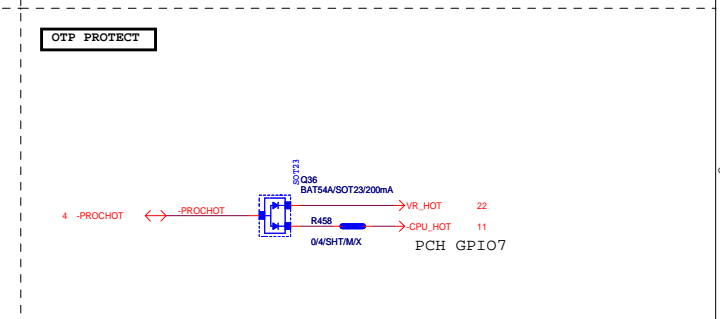 OTP PROTECT
SOT23
Q36
BAT54A/SOT23/200mA
4 -PROCHOT
-PROCHOT
VR_HOT 22
R458
-CPU_HOT 11
0/4/SHT/M/X
PCH GPIO7